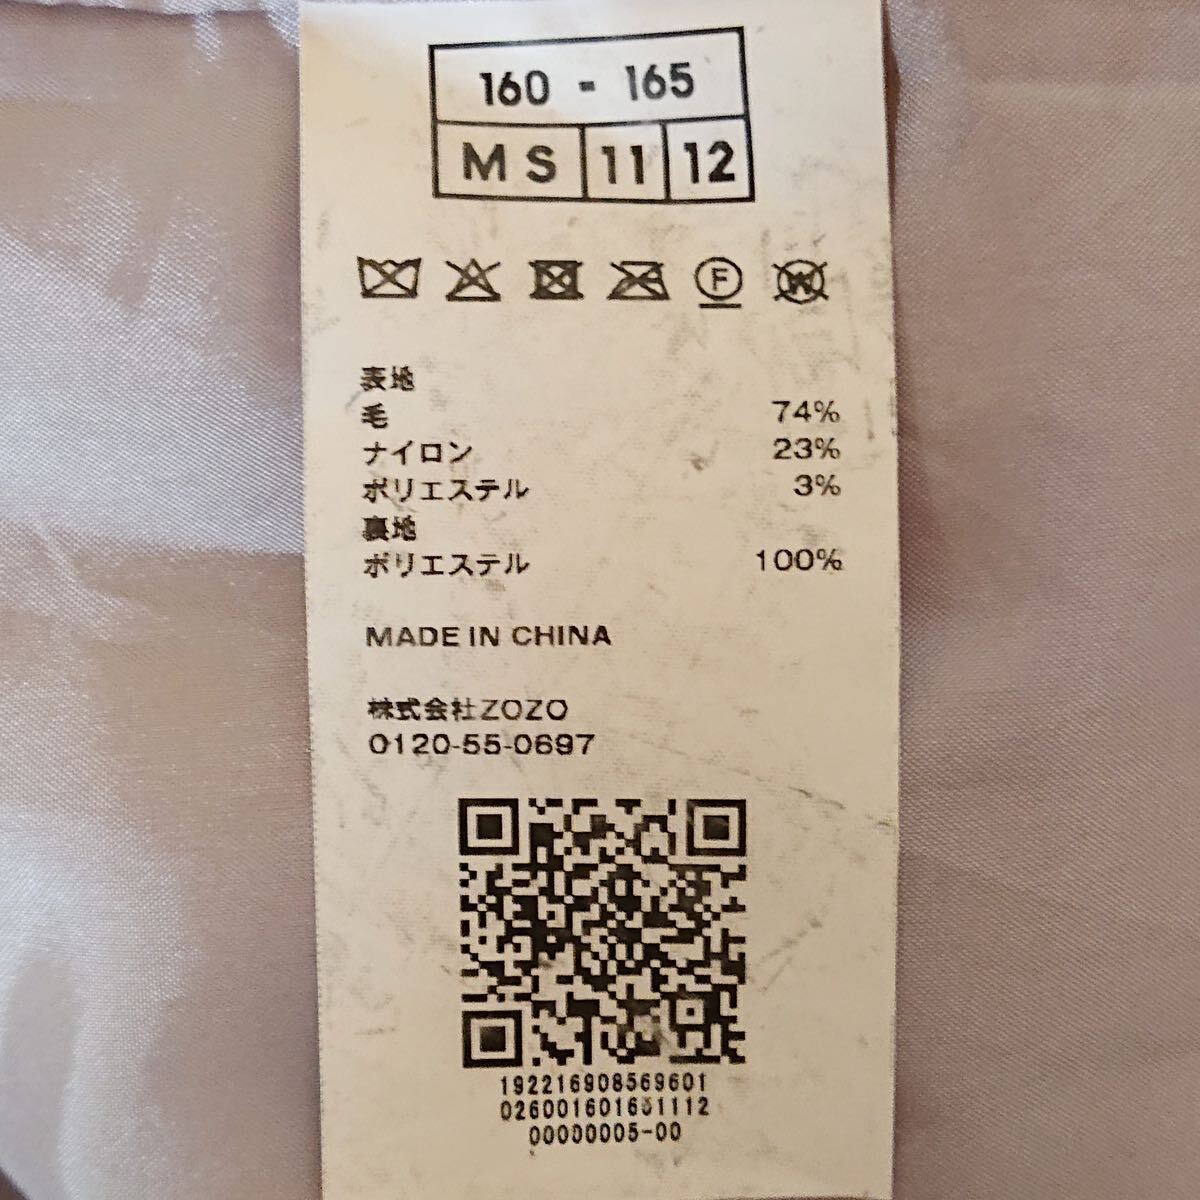 160 - 165
MS 11 12
F W
表地
毛 74%
ナイロン 23%
ポリエステル 3%
裏地
ポリエステル 100%
MADE IN CHINA
株式会社ZOZO
0120-55-0697
192216908569601
026001601651112
00000005-00